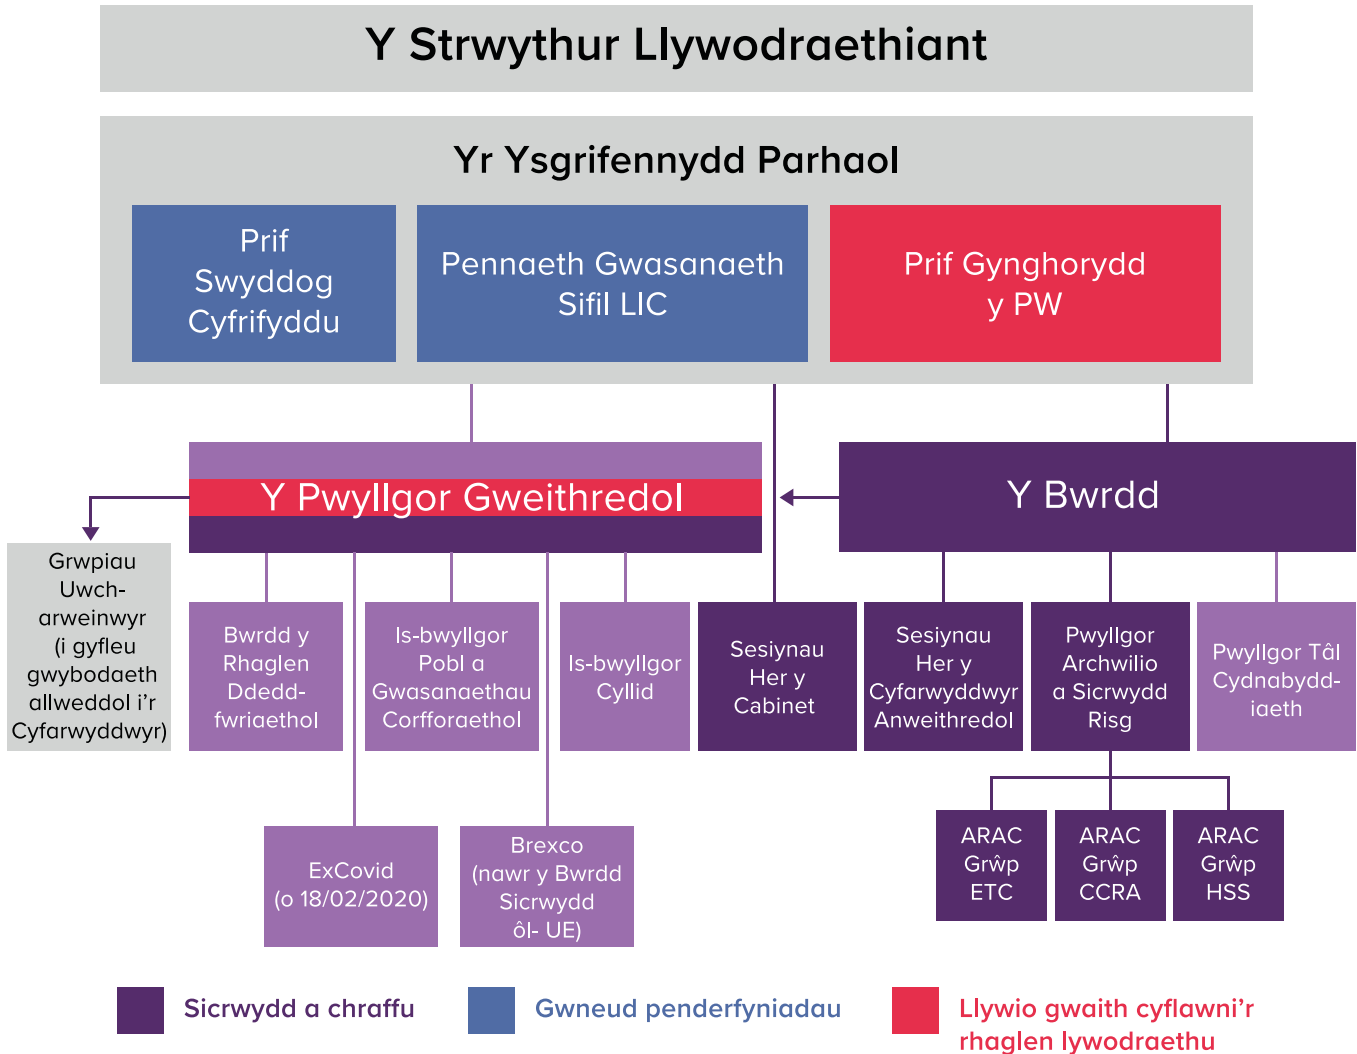 Y Strwythur Llywodraethiant
Yr Ysgrifennydd Parhaol
Prif
Swyddog
Cyfrifyddu
Pennaeth Gwasanaeth
Sifil LIC
Prif Gynghorydd
y PW
Y Pwyllgor Gweithredol
Y Bwrdd
Grwpiau
Uwch-
arweinwyr
(i gyfleu
gwybodaeth
allweddol i'r
Cyfarwyddwyr)
Bwrdd y
Rhaglen
Ddedd-
fwriaethol
Is-bwyllgor
Pobl a
Gwasanaethau
Corfforaethol
Is-bwyllgor
Cyllid
Sesiynau
Her y
Cabinet
Sesiynau
Her y
Cyfarwyddwyr
Anweithredol
Pwyllgor
Archwilio
a Sicrwydd
Risg
Pwyllgor Tâl
Cydnabydd-
iaeth
ExCovid
(o 18/02/2020)
Brexco
(nawr y Bwrdd
Sicrwydd
ôl- UE)
ARAC
Grŵp
ETC
ARAC
Grŵp
CCRA
ARAC
Grŵp
HSS
Sicrwydd a chraffu
Gwneud penderfyniadau
Llywio gwaith cyflawni'r
rhaglen lywodraethu